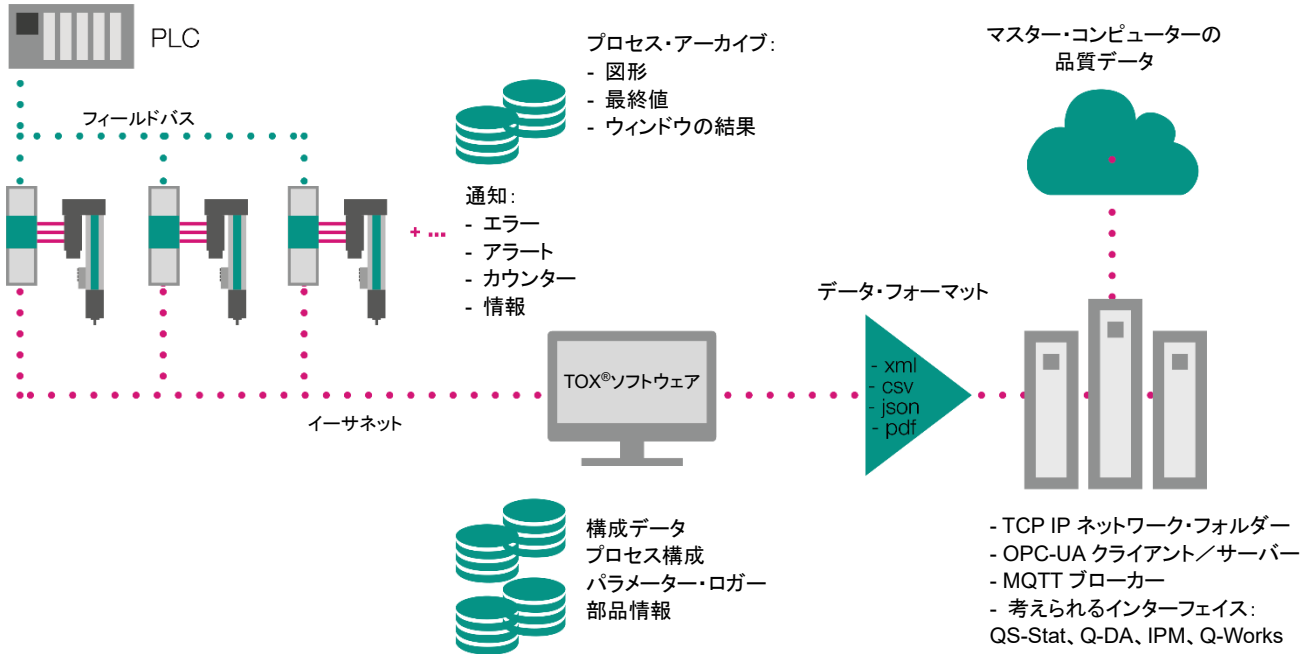 PLC
フィールドバス
プロセス・アーカイブ:
- 図形
- 最終値
- ウィンドウの結果
通知:
- エラー
- アラート
- カウンター
- 情報
+ ...
マスター・コンピューターの
品質データ
データ・フォーマット
- xml
- csv
- json
- pdf
TOX®ソフトウェア
イーサネット
構成データ
プロセス構成
パラメーター・ロガー
部品情報
- TCP IP ネットワーク・フォルダー
- OPC-UA クライアント／サーバー
- MQTT ブローカー
- 考えられるインターフェイス:
QS-Stat、Q-DA、IPM、Q-Works